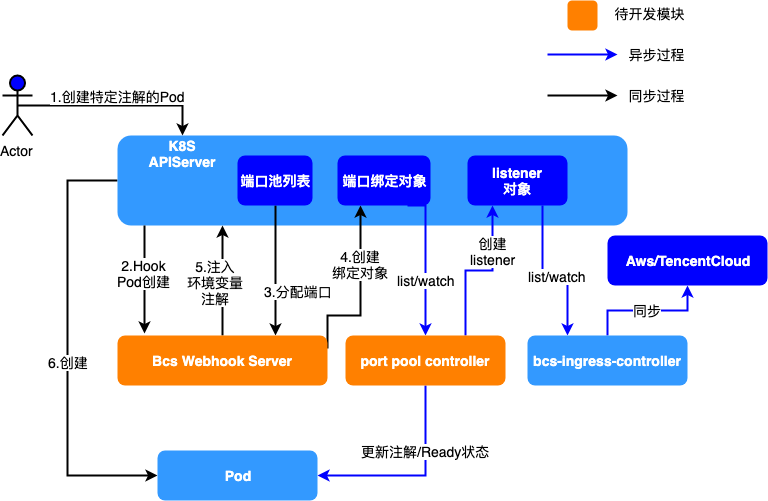 待开发模块
异步过程
同步过程
1.创建特定注解的Pod
Actor
K8S
APIServer
端口池列表
端口绑定对象
listener
对象
2.Hook
Pod创建
5.注入
环境变量
注解
3.分配端口
4.创建
绑定对象
list/watch
创建
listener
list/watch
Aws/TencentCloud
同步
6.创建
Bcs Webhook Server
port pool controller
bcs-ingress-controller
更新注解/Ready状态
Pod